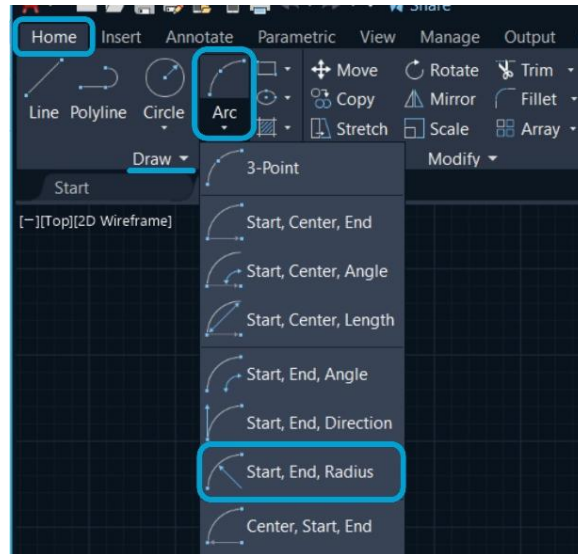 Share
Home Insert Annotate Parametric View Manage Output
Move Rotate Trim
Line Polyline Circle Arc Copy Mirror Fillet
Stretch Scale Array
Draw Modify
Start
3-Point
[−][Top][2D Wireframe]
Start, Center, End
Start, Center, Angle
Start, Center, Length
Start, End, Angle
Start, End, Direction
Start, End, Radius
Center, Start, End